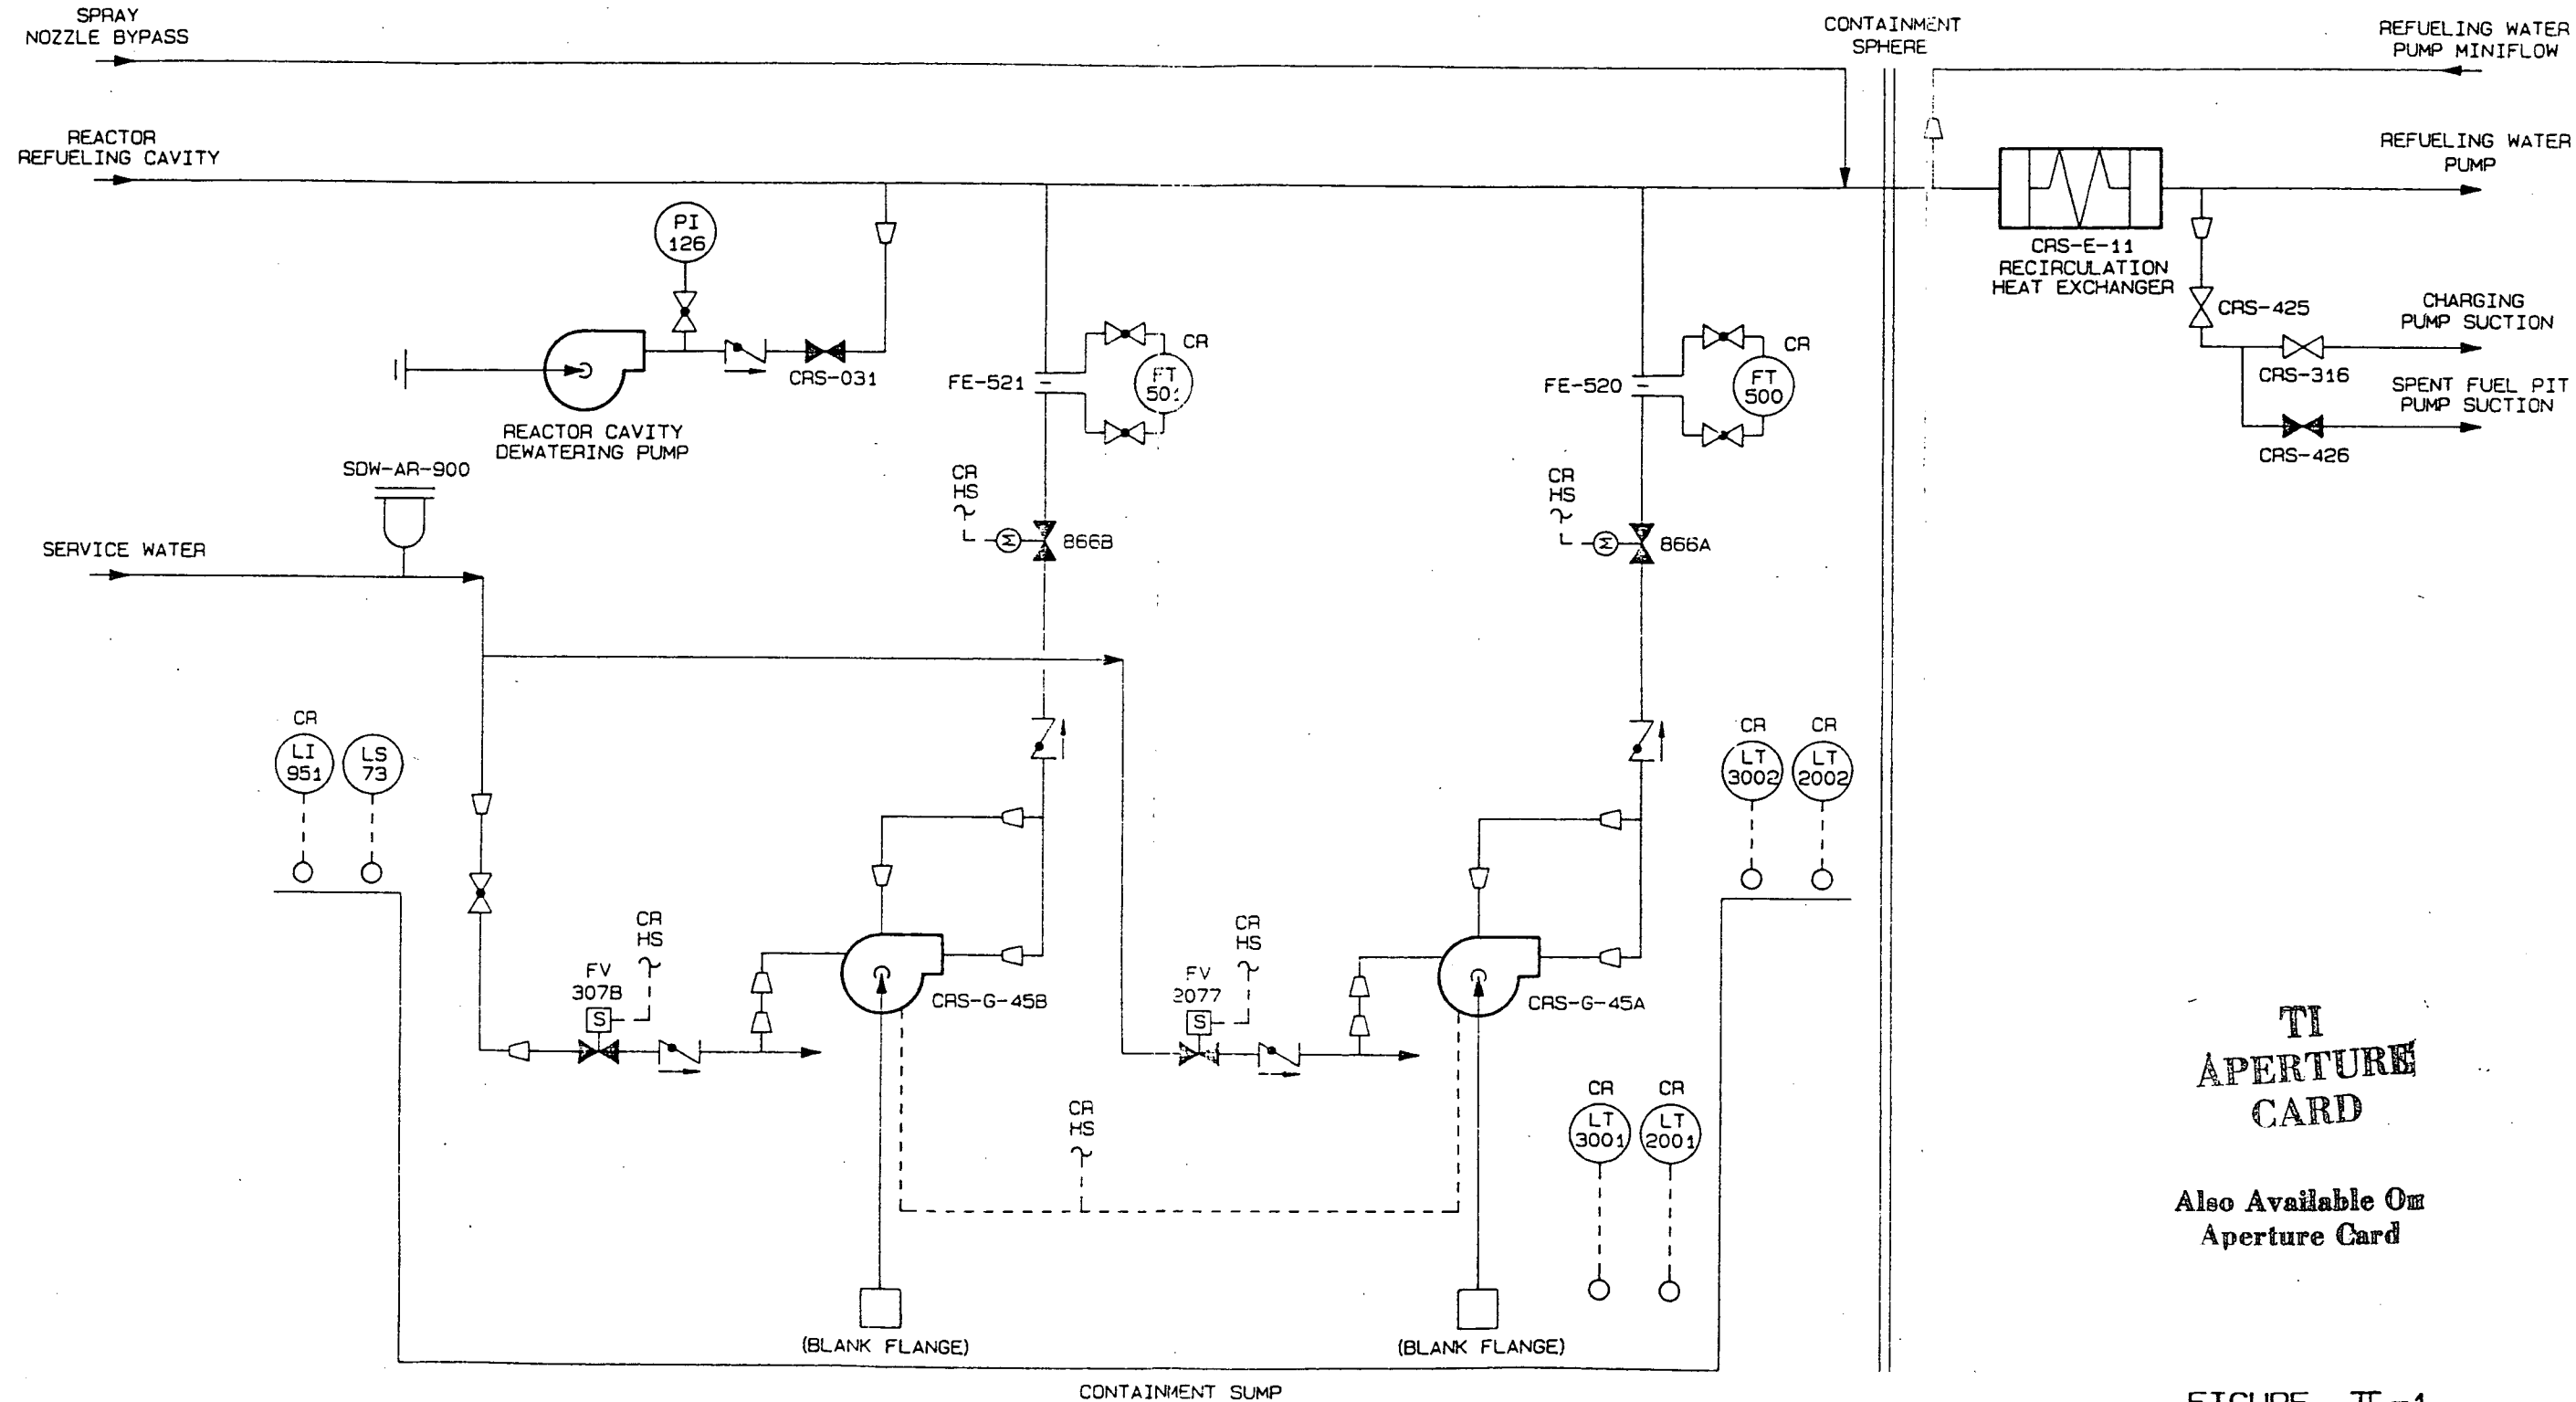 SPRAY
NOZZLE BYPASS
CONTAINMENT
SPHERE
REFUELING WATER
PUMP MINIFLOW
REACTOR
REFUELING CAVITY
REFUELING WATER
PUMP
PI
126
CRS-031
REACTOR CAVITY
DEWATERING PUMP
FE-521
CR
FT
501
FE-520
CR
FT
500
CRS-E-11
RECIRCULATION
HEAT EXCHANGER
CRS-425
CHARGING
PUMP SUCTION
CRS-316
SPENT FUEL PIT
PUMP SUCTION
CRS-426
SDW-AR-900
SERVICE WATER
CR
HS
866B
CR
HS
866A
CR
LI
951
LS
73
CR
LT
3002
CR
LT
2002
FV
307B
S
CR
HS
CRS-G-45B
FV
2077
S
CR
HS
CRS-G-45A
CR
HS
CR
LT
3001
CR
LT
2001
(BLANK FLANGE)
(BLANK FLANGE)
CONTAINMENT SUMP
TI
APERTURE
CARD
Also Available On
Aperture Card
FIGURE II-1